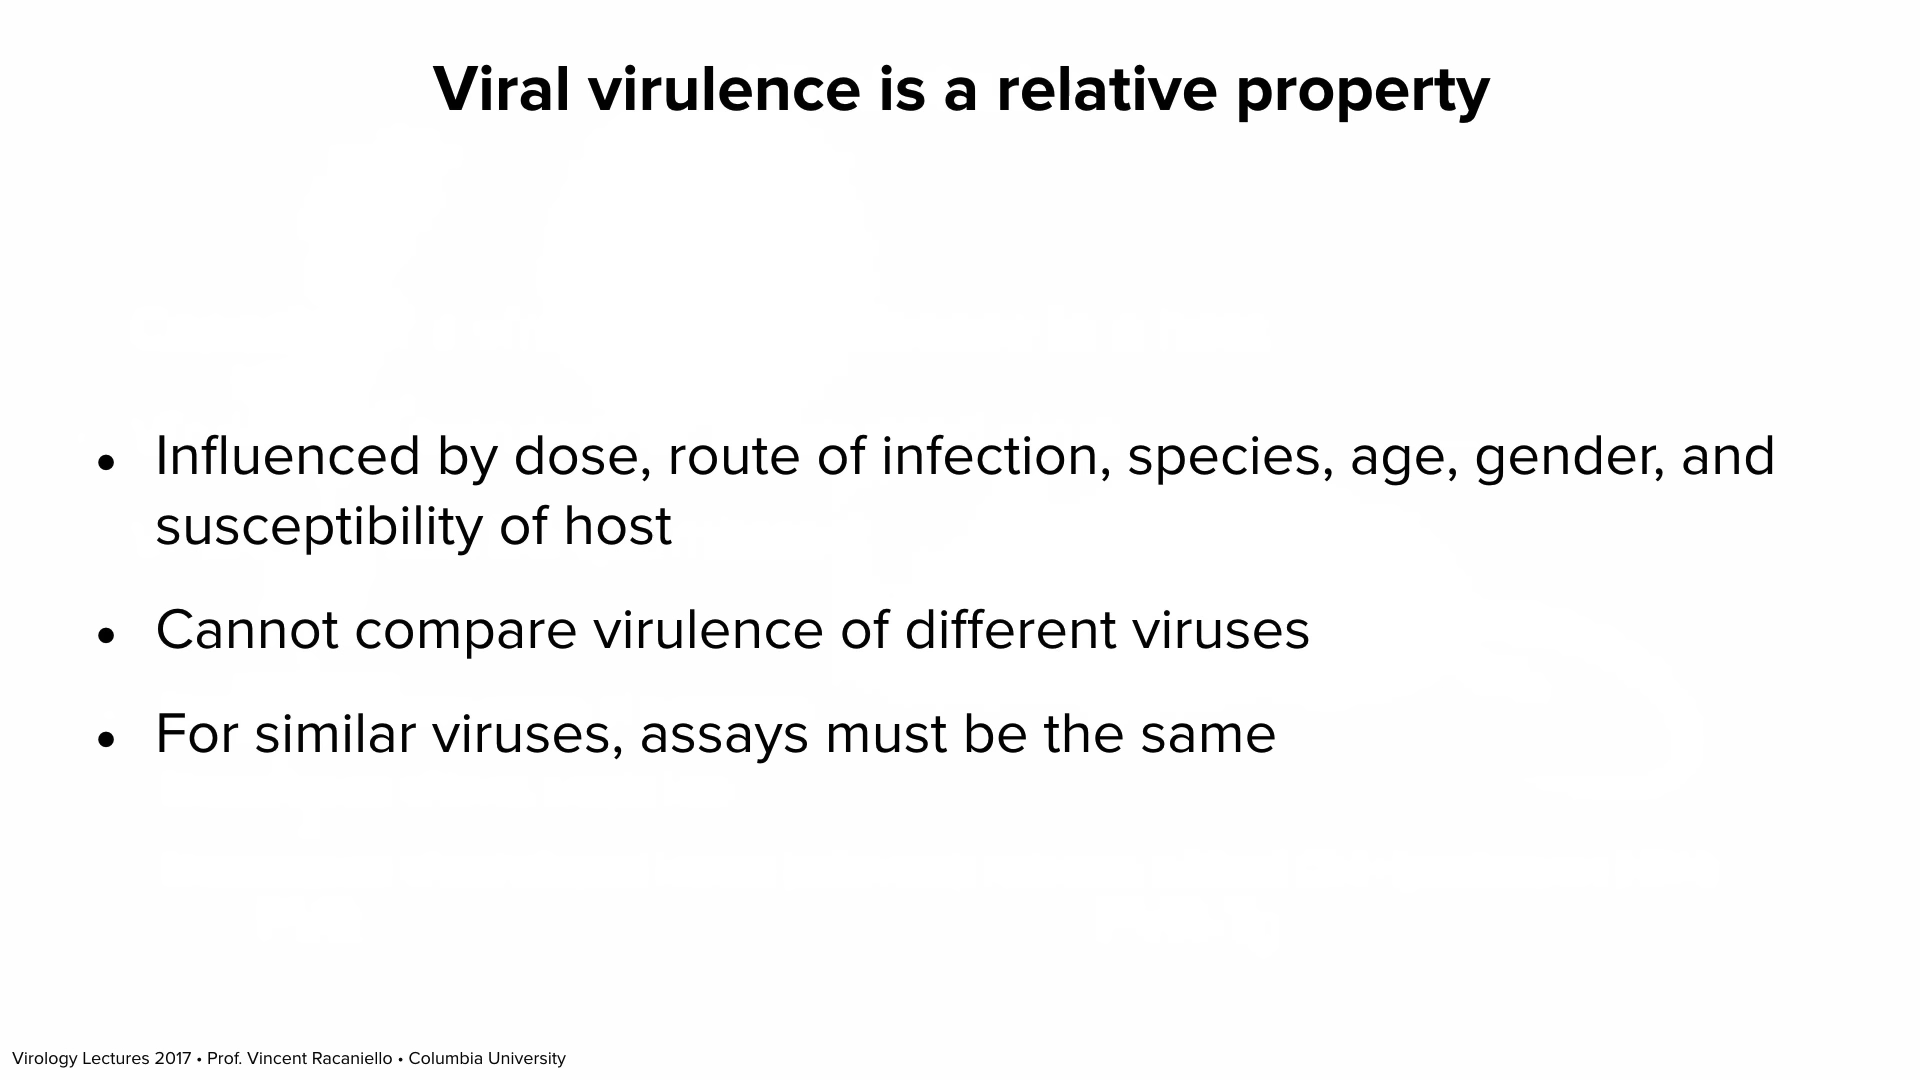 Viral virulence is a relative property
• Influenced by dose, route of infection, species, age, gender, and
susceptibility of host
• Cannot compare virulence of different viruses
• For similar viruses, assays must be the same
Virology Lectures 2017 • Prof. Vincent Racaniello • Columbia University